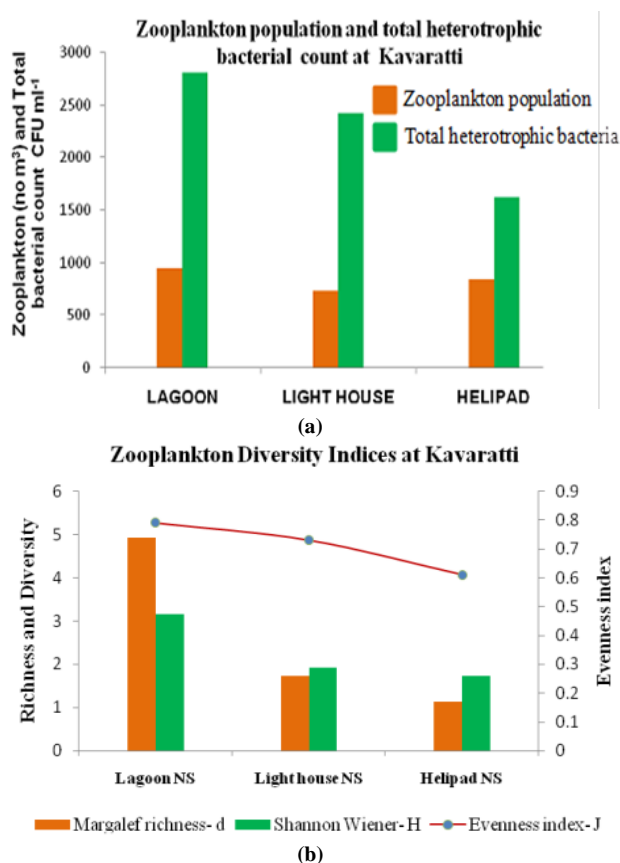 Zooplankton population and total heterotrophic
bacterial count at Kavaratti
Zooplankton (no m³) and Total
bacterial count CFU ml-1
3000
2500
2000
1500
1000
500
0
Zooplankton population
Total heterotrophic bacteria
LAGOON LIGHT HOUSE HELIPAD
(a)
Zooplankton Diversity Indices at Kavaratti
Richness and Diversity
6
5
4
3
2
1
0
0.9
0.8
0.7
0.6
0.5
0.4
0.3
0.2
0.1
0
Evenness index
Lagoon NS Light house NS Helipad NS
Margalef richness- d Shannon Wiener- H Evenness index-J
(b)